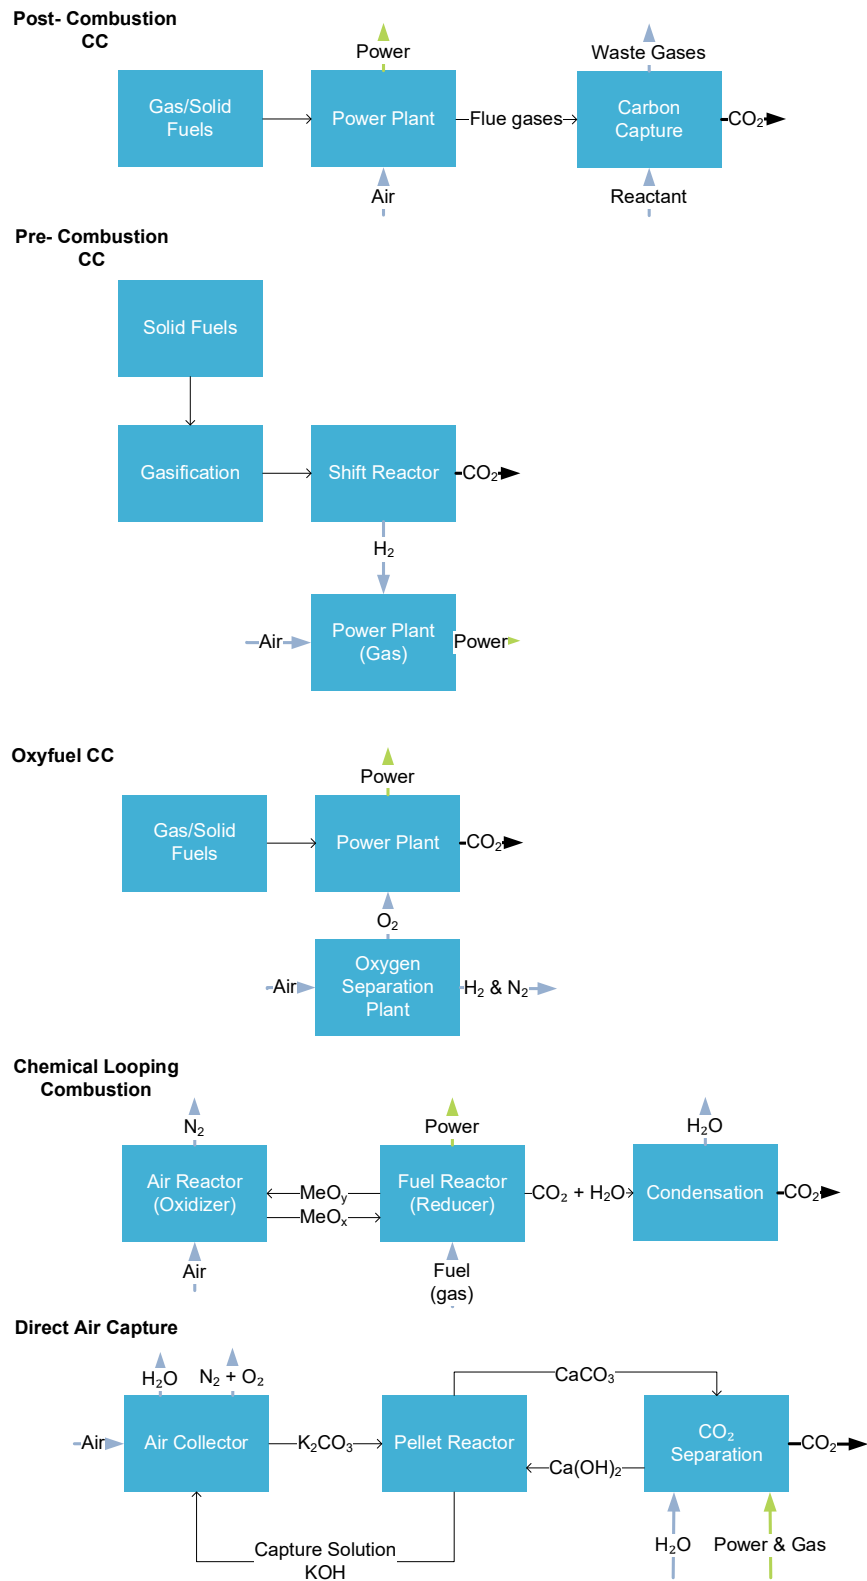 Post- Combustion
CC
Power
Waste Gases
Gas/Solid
Fuels
Power Plant
Flue gases
Carbon
Capture
CO₂
Air
Reactant
Pre- Combustion
CC
Solid Fuels
Gasification
Shift Reactor
CO₂
H₂
Air
Power Plant
(Gas)
Power
Oxyfuel CC
Power
Gas/Solid
Fuels
Power Plant
CO₂
O₂
Air
Oxygen
Separation
Plant
H₂ & N₂
Chemical Looping
Combustion
N₂
Power
H₂O
Air Reactor
(Oxidizer)
MeOᵧ
MeOₓ
Fuel Reactor
(Reducer)
CO₂ + H₂O
Condensation
CO₂
Air
Fuel
(gas)
Direct Air Capture
H₂O
N₂ + O₂
CaCO₃
Air
Air Collector
K₂CO₃
Pellet Reactor
Ca(OH)₂
CO₂
Separation
CO₂
Capture Solution
KOH
H₂O
Power & Gas